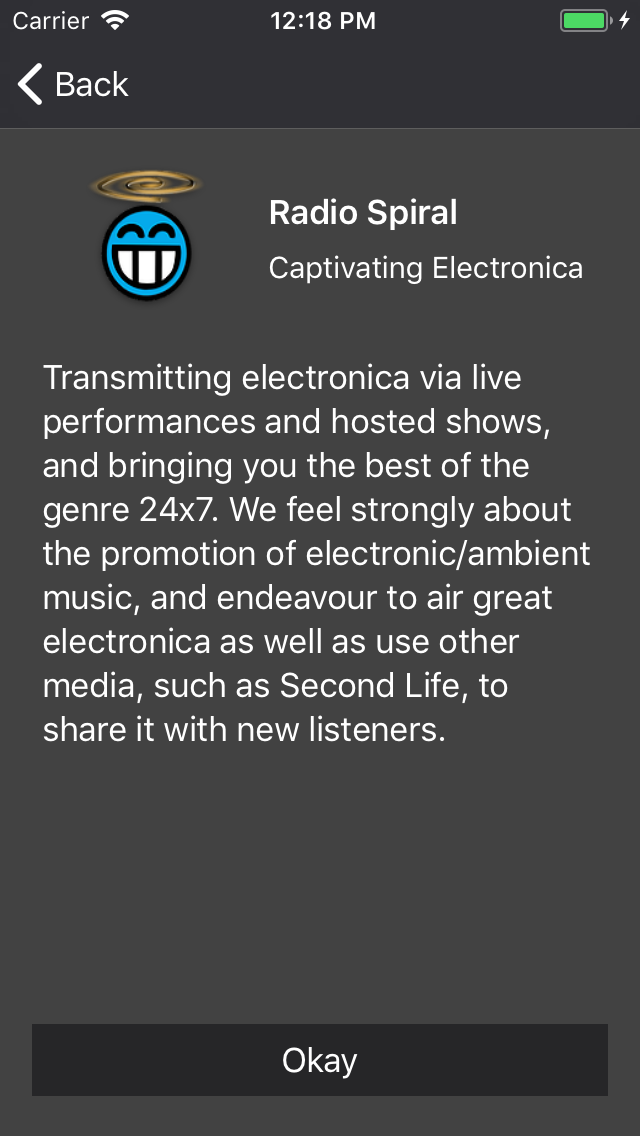 Carrier 12:18 PM
Back
Radio Spiral
Captivating Electronica
Transmitting electronica via live
performances and hosted shows,
and bringing you the best of the
genre 24x7. We feel strongly about
the promotion of electronic/ambient
music, and endeavour to air great
electronica as well as use other
media, such as Second Life, to
share it with new listeners.
Okay